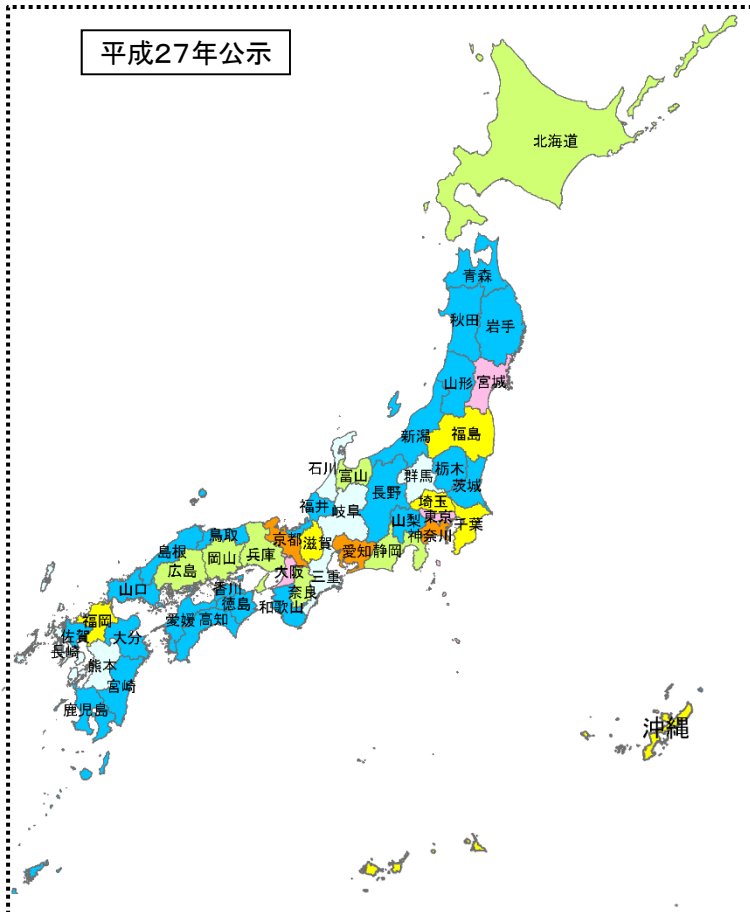 平成27年公示
北海道
青森
秋田
岩手
山形
宮城
新潟
福島
石川
富山
群馬
栃木
茨城
長野
埼玉
福井
岐阜
山梨
東京
千葉
神奈川
鳥取
京都
滋賀
愛知
静岡
島根
岡山
兵庫
広島
大阪
三重
山口
香川
奈良
徳島
和歌山
福岡
愛媛
高知
佐賀
大分
長崎
熊本
宮崎
鹿児島
沖縄